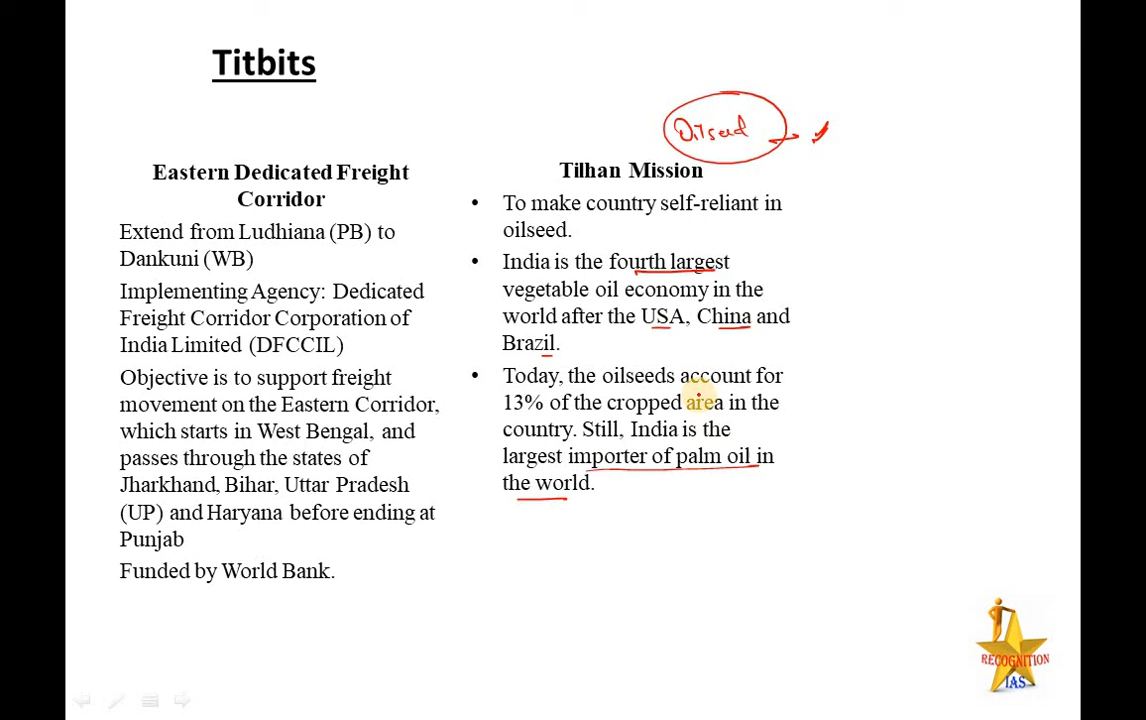 Titbits
Eastern Dedicated Freight
Corridor
Extend from Ludhiana (PB) to
Dankuni (WB)
Implementing Agency: Dedicated
Freight Corridor Corporation of
India Limited (DFCCIL)
Objective is to support freight
movement on the Eastern Corridor,
which starts in West Bengal, and
passes through the states of
Jharkhand, Bihar, Uttar Pradesh
(UP) and Haryana before ending at
Punjab
Funded by World Bank.
Oilseed
Tilhan Mission
• To make country self-reliant in
oilseed.
• India is the fourth largest
vegetable oil economy in the
world after the USA, China and
Brazil.
• Today, the oilseeds account for
13% of the cropped area in the
country. Still, India is the
largest importer of palm oil in
the world.
RECOGNITION
IAS